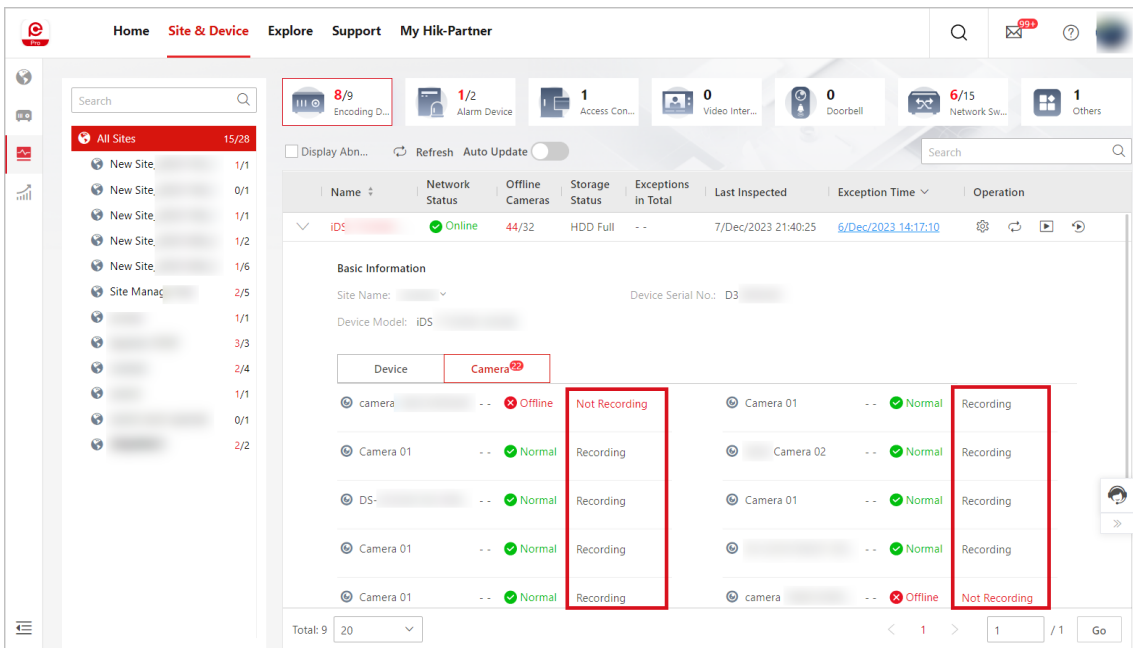 Pro
Home Site & Device Explore Support My Hik-Partner
99+
Search
8/9 Encoding D...
1/2 Alarm Device
1 Access Con...
0 Video Inter...
0 Doorbell
6/15 Network Sw...
1 Others
All Sites 15/28
New Site, 1/1
New Site, 0/1
New Site, 1/1
New Site, 1/2
New Site, 1/6
Site Manag 2/5
1/1
3/3
2/4
1/1
0/1
2/2
Display Abn... Refresh Auto Update
Search
Name Network Status Offline Cameras Storage Status Exceptions in Total Last Inspected Exception Time Operation
iDS Online 44/32 HDD Full - - 7/Dec/2023 21:40:25 6/Dec/2023 14:17:10
Basic Information
Site Name: Device Serial No.: D3
Device Model: iDS
Device Camera 22
camera - - Offline Not Recording Camera 01 - - Normal Recording
Camera 01 - - Normal Recording Camera 02 - - Normal Recording
DS- - - Normal Recording Camera 01 - - Normal Recording
Camera 01 - - Normal Recording - - Normal Recording
Camera 01 - - Normal Recording camera - - Offline Not Recording
Total: 9 20 < 1 > 1 / 1 Go